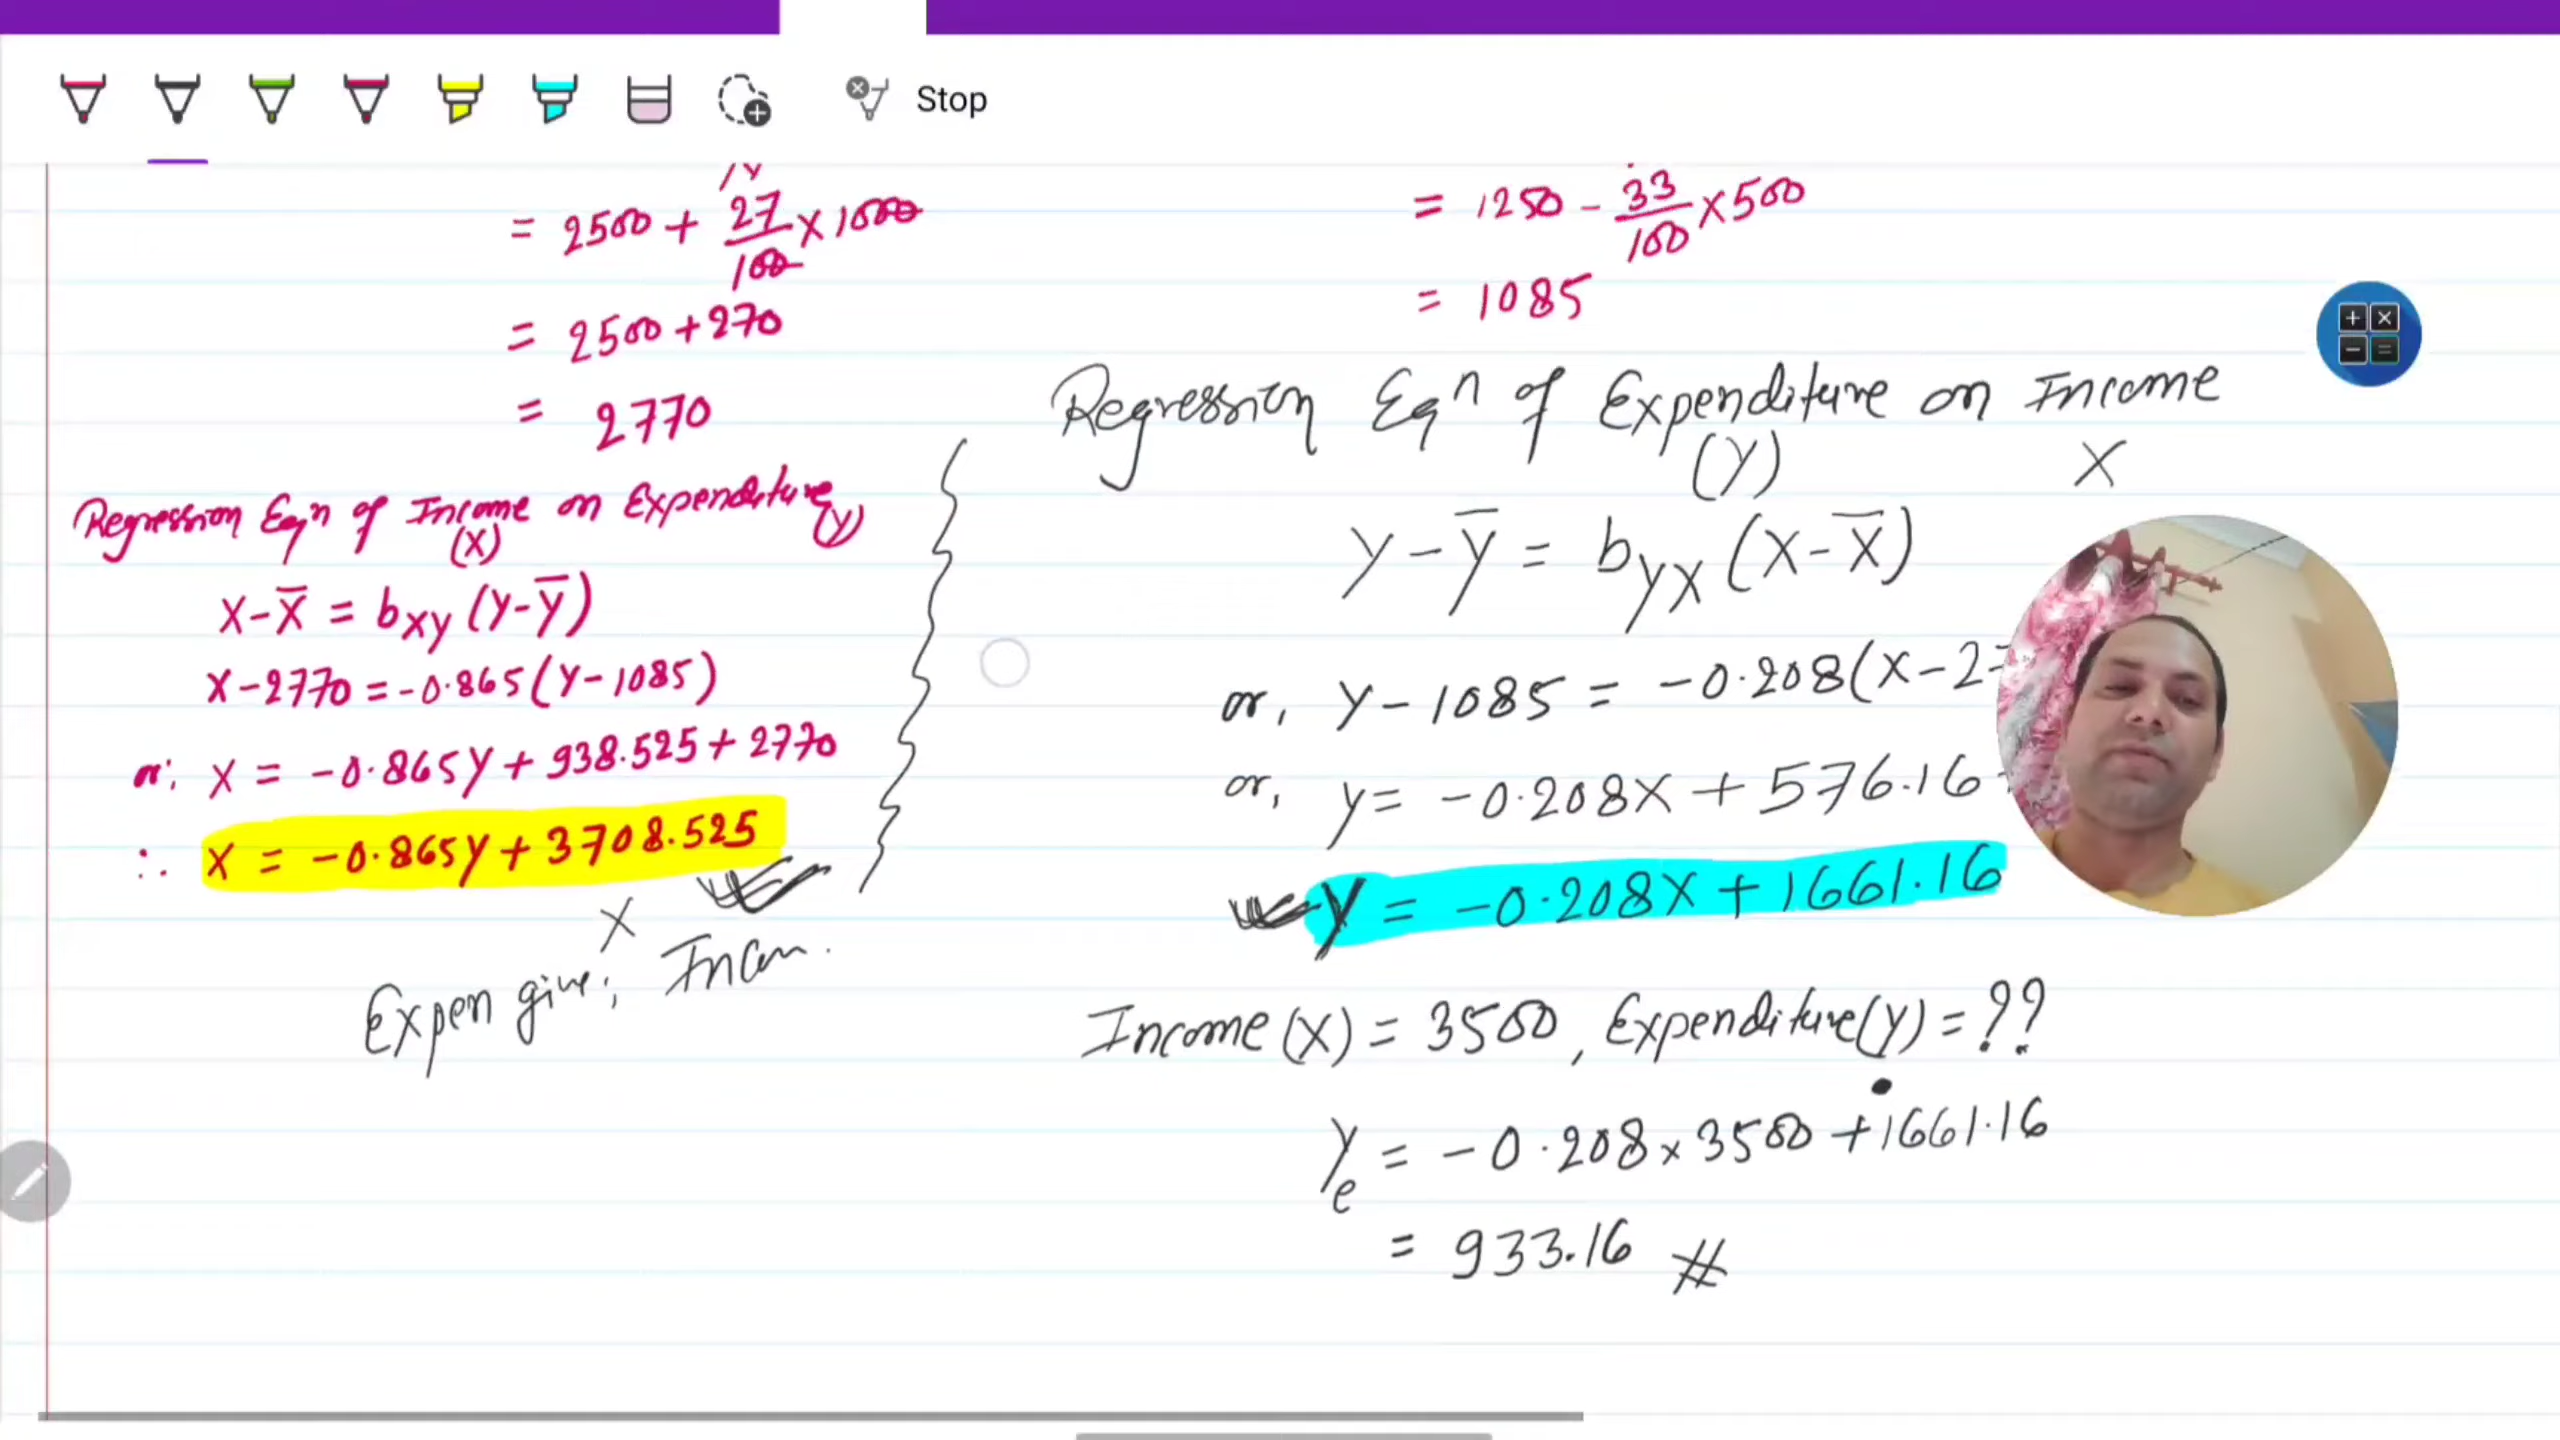 Stop
= 2500 + 27/100 × 1000
= 2500 + 270
= 2770
Regression Eqⁿ of Income on Expenditure
(X) (Y)
X - X̅ = bxy (Y - Y̅)
X - 2770 = -0.865 (Y - 1085)
or, X = -0.865Y + 938.525 + 2770
∴ X = -0.865Y + 3708.525
X
Expen give; Incom.
= 1250 - 33/100 × 500
= 1085
Regression Eqⁿ of Expenditure on Income
(Y) X
Y - Y̅ = byx (X - X̅)
or, Y - 1085 = -0.208 (X - 2
or, Y = -0.208X + 576.16
Y = -0.208X + 1661.16
Income (X) = 3500, Expenditure (Y) = ??
Ye = -0.208 × 3500 + 1661.16
= 933.16 #